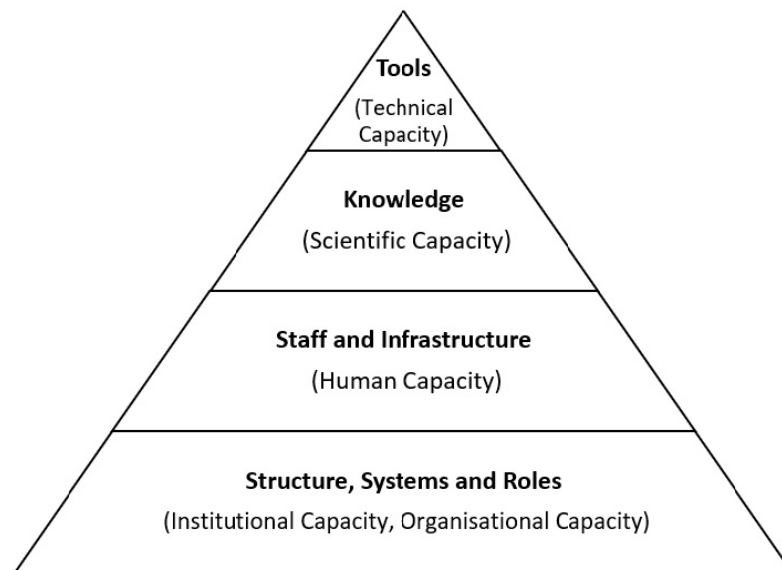 Tools
(Technical
Capacity)
Knowledge
(Scientific Capacity)
Staff and Infrastructure
(Human Capacity)
Structure, Systems and Roles
(Institutional Capacity, Organisational Capacity)